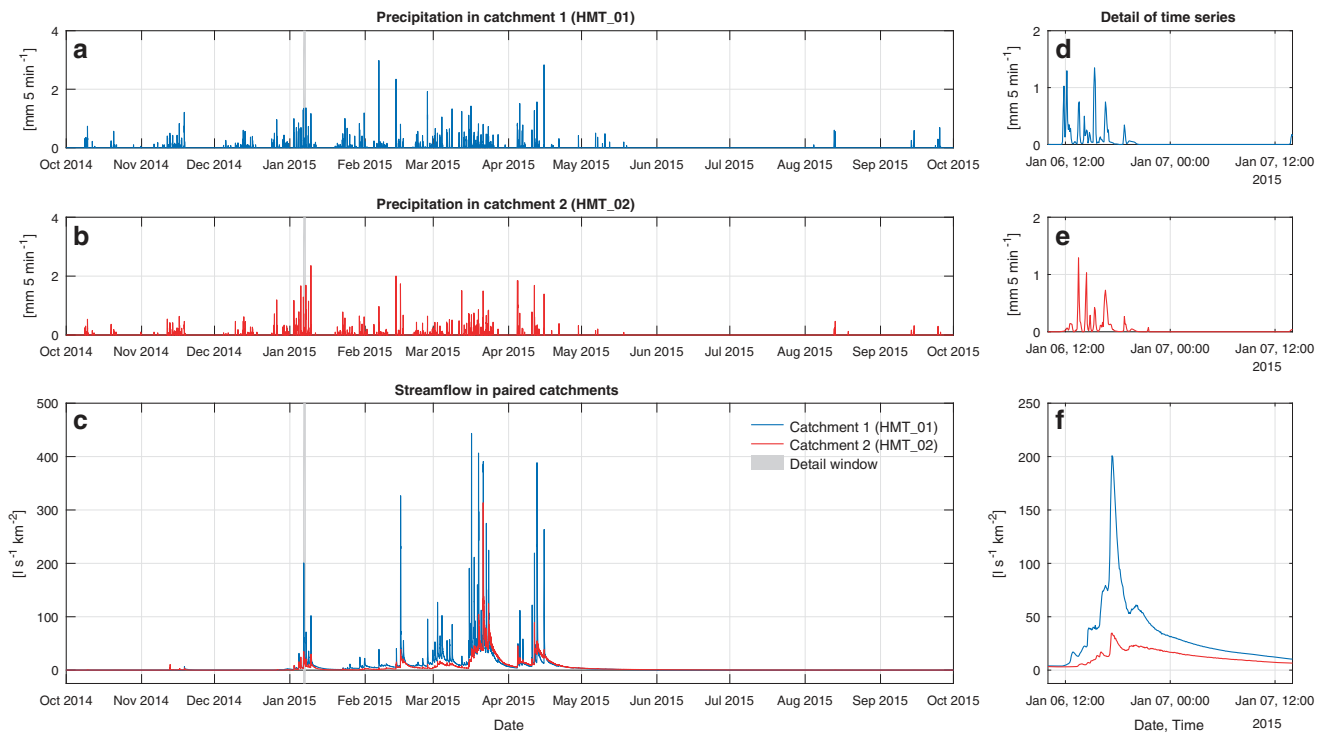 Precipitation in catchment 1 (HMT_01)
a
[mm 5 min⁻¹]
4
2
0
Oct 2014 Nov 2014 Dec 2014 Jan 2015 Feb 2015 Mar 2015 Apr 2015 May 2015 Jun 2015 Jul 2015 Aug 2015 Sep 2015 Oct 2015
Detail of time series
d
[mm 5 min⁻¹]
2
1
0
Jan 06, 12:00 Jan 07, 00:00 Jan 07, 12:00
2015
Precipitation in catchment 2 (HMT_02)
b
[mm 5 min⁻¹]
4
2
0
Oct 2014 Nov 2014 Dec 2014 Jan 2015 Feb 2015 Mar 2015 Apr 2015 May 2015 Jun 2015 Jul 2015 Aug 2015 Sep 2015 Oct 2015
e
[mm 5 min⁻¹]
2
1
0
Jan 06, 12:00 Jan 07, 00:00 Jan 07, 12:00
2015
Streamflow in paired catchments
c
[l s⁻¹ km⁻²]
500
400
300
200
100
0
Catchment 1 (HMT_01)
Catchment 2 (HMT_02)
Detail window
Oct 2014 Nov 2014 Dec 2014 Jan 2015 Feb 2015 Mar 2015 Apr 2015 May 2015 Jun 2015 Jul 2015 Aug 2015 Sep 2015 Oct 2015
Date
f
[l s⁻¹ km⁻²]
250
200
150
100
50
0
Jan 06, 12:00 Jan 07, 00:00 Jan 07, 12:00
Date, Time 2015